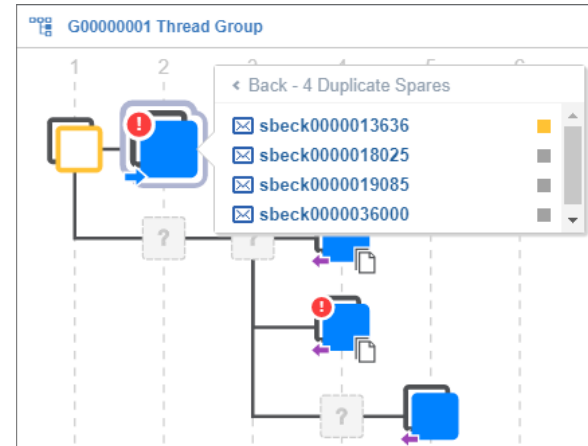 G00000001 Thread Group
1 2 3 4 5 6
< Back - 4 Duplicate Spares
sbeck0000013636
sbeck0000018025
sbeck0000019085
sbeck0000036000
!
? ?
!
?